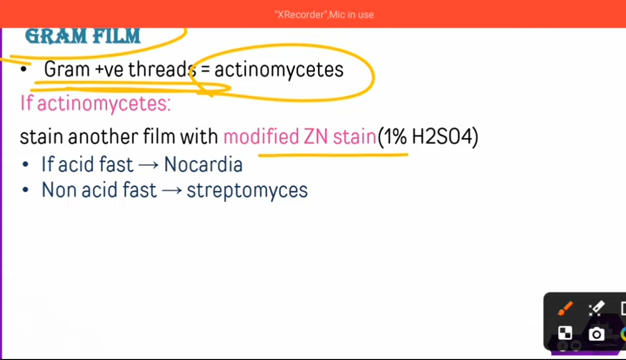 "XRecorder",Mic in use
GRAM FILM
• Gram +ve threads = actinomycetes
If actinomycetes:
stain another film with modified ZN stain(1% H2SO4)
• If acid fast → Nocardia
• Non acid fast → streptomyces